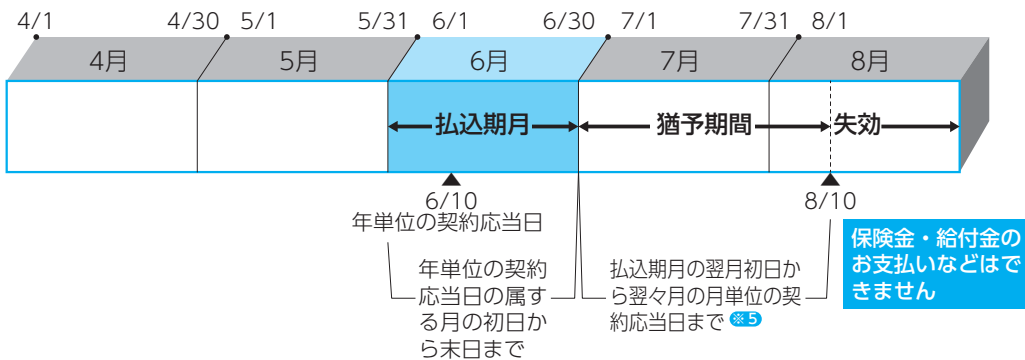 4/1 4/30 5/1 5/31 6/1 6/30 7/1 7/31 8/1
4月 5月 6月 7月 8月
払込期月 猶予期間 失効
6/10 8/10
年単位の契約応当日
年単位の契約
応当日の属す
る月の初日か
ら末日まで
払込期月の翌月初日か
ら翌々月の月単位の契
約応当日まで ※5
保険金・給付金の
お支払いなどはで
きません